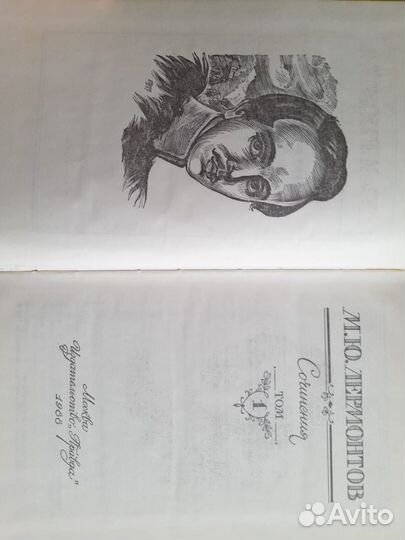 М.Ю.ЛЕРМОНТОВ
Сочинения
ТОМ
1
Москва
Издательство „Правда"
1988
Avito